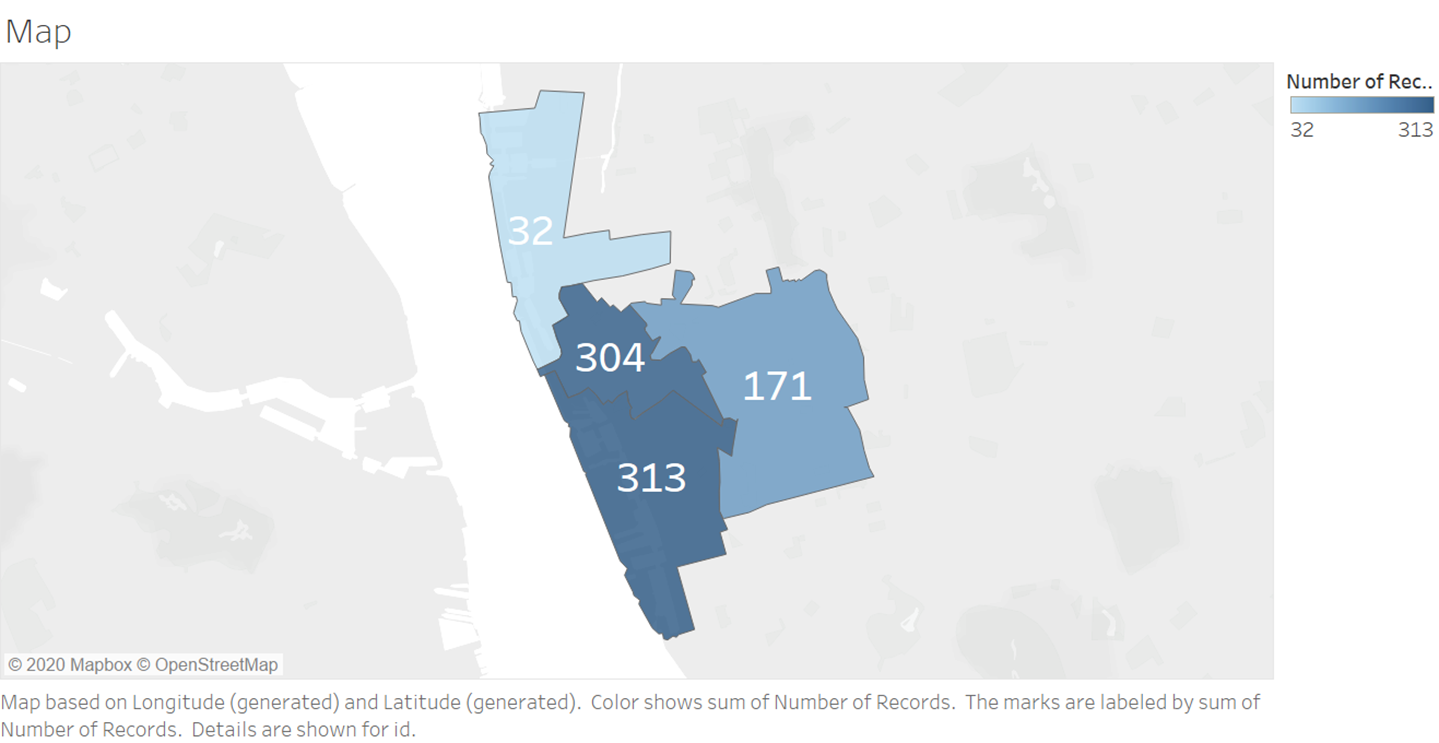 Map
Number of Rec..
32 313
32
304
171
313
© 2020 Mapbox © OpenStreetMap
Map based on Longitude (generated) and Latitude (generated).  Color shows sum of Number of Records.  The marks are labeled by sum of
Number of Records.  Details are shown for id.